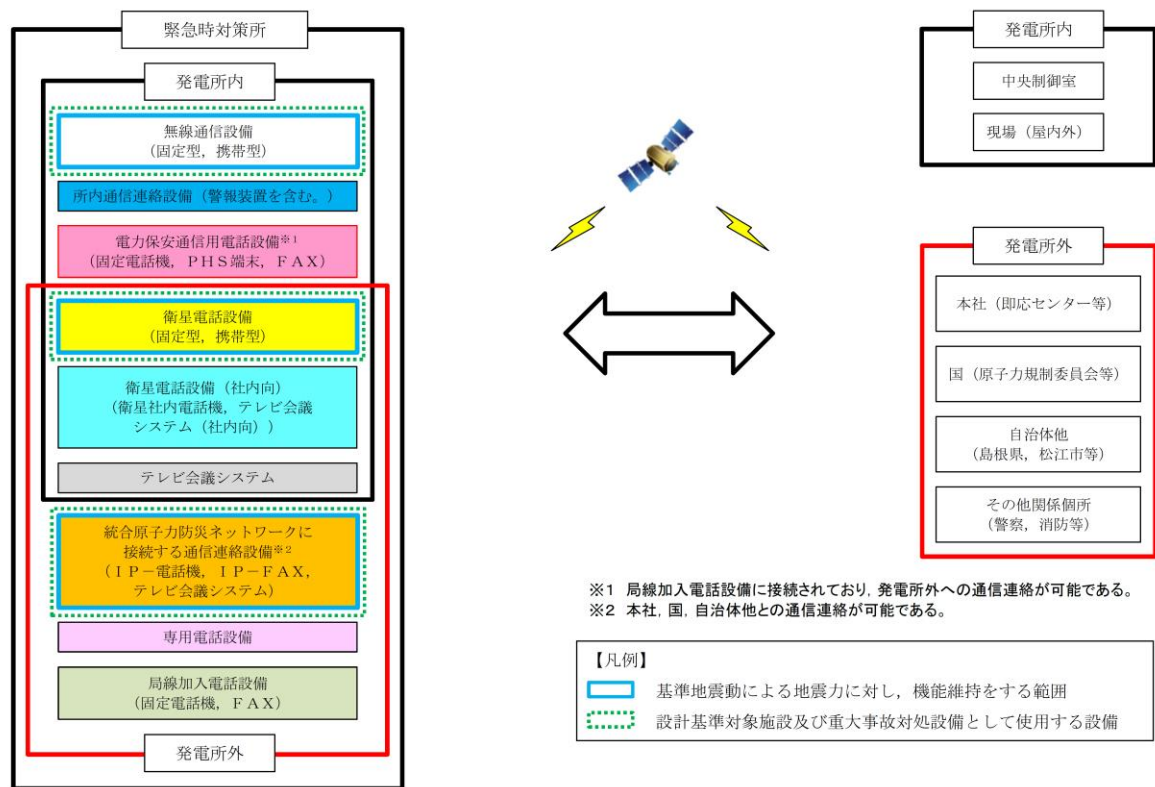 緊急時対策所
発電所内
無線通信設備
(固定型，携帯型)
所内通信連絡設備（警報装置を含む。）
電力保安通信用電話設備※1
(固定電話機，ＰＨＳ端末，ＦＡＸ)
衛星電話設備
(固定型，携帯型)
衛星電話設備（社内向）
(衛星社内電話機，テレビ会議
システム（社内向）)
テレビ会議システム
統合原子力防災ネットワークに
接続する通信連絡設備※2
(ＩＰ－電話機，ＩＰ－ＦＡＸ，
テレビ会議システム)
専用電話設備
局線加入電話設備
(固定電話機，ＦＡＸ)
発電所外
発電所内
中央制御室
現場（屋内外）
発電所外
本社（即応センター等）
国（原子力規制委員会等）
自治体他
(島根県，松江市等)
その他関係個所
(警察，消防等)
※１ 局線加入電話設備に接続されており，発電所外への通信連絡が可能である。
※２ 本社，国，自治体他との通信連絡が可能である。
【凡例】
基準地震動による地震力に対し，機能維持をする範囲
設計基準対象施設及び重大事故対処設備として使用する設備